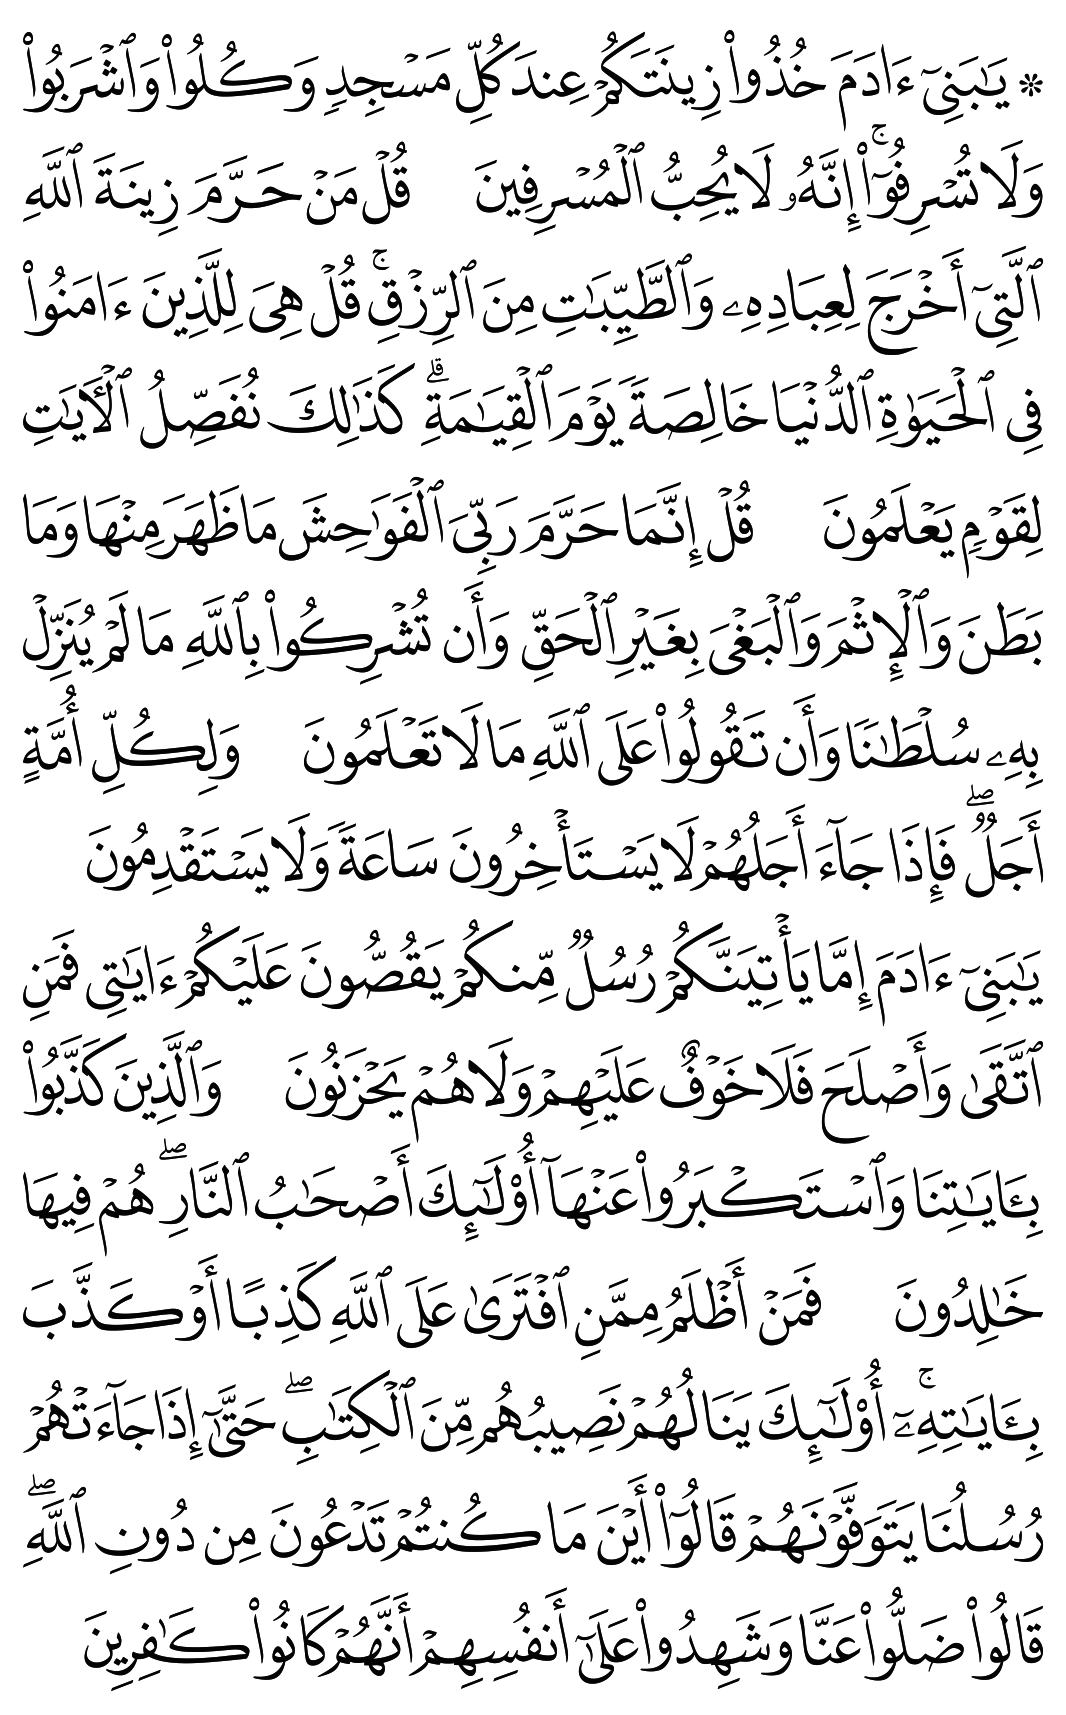 ۞ يَٰبَنِيٓ ءَادَمَ خُذُواْ زِينَتَكُمْ عِندَ كُلِّ مَسْجِدٍ وَكُلُواْ وَٱشْرَبُواْ
وَلَا تُسْرِفُوٓاْۚ إِنَّهُۥ لَا يُحِبُّ ٱلْمُسْرِفِينَ قُلْ مَنْ حَرَّمَ زِينَةَ ٱللَّهِ
ٱلَّتِيٓ أَخْرَجَ لِعِبَادِهِۦ وَٱلطَّيِّبَٰتِ مِنَ ٱلرِّزْقِۚ قُلْ هِيَ لِلَّذِينَ ءَامَنُواْ
فِي ٱلْحَيَوٰةِ ٱلدُّنْيَا خَالِصَةً يَوْمَ ٱلْقِيَٰمَةِۗ كَذَٰلِكَ نُفَصِّلُ ٱلْأٓيَٰتِ
لِقَوْمٍ يَعْلَمُونَ قُلْ إِنَّمَا حَرَّمَ رَبِّيَ ٱلْفَوَٰحِشَ مَا ظَهَرَ مِنْهَا وَمَا
بَطَنَ وَٱلْإِثْمَ وَٱلْبَغْيَ بِغَيْرِ ٱلْحَقِّ وَأَن تُشْرِكُواْ بِٱللَّهِ مَا لَمْ يُنَزِّلْ
بِهِۦ سُلْطَٰنًا وَأَن تَقُولُواْ عَلَى ٱللَّهِ مَا لَا تَعْلَمُونَ وَلِكُلِّ أُمَّةٍ
أَجَلٌۖ فَإِذَا جَآءَ أَجَلُهُمْ لَا يَسْتَأْخِرُونَ سَاعَةً وَلَا يَسْتَقْدِمُونَ
يَٰبَنِيٓ ءَادَمَ إِمَّا يَأْتِيَنَّكُمْ رُسُلٌ مِّنكُمْ يَقُصُّونَ عَلَيْكُمْ ءَايَٰتِي فَمَنِ
ٱتَّقَىٰ وَأَصْلَحَ فَلَا خَوْفٌ عَلَيْهِمْ وَلَا هُمْ يَحْزَنُونَ وَٱلَّذِينَ كَذَّبُواْ
بِـَٔايَٰتِنَا وَٱسْتَكْبَرُواْ عَنْهَآ أُوْلَٰٓئِكَ أَصْحَٰبُ ٱلنَّارِۖ هُمْ فِيهَا
خَٰلِدُونَ فَمَنْ أَظْلَمُ مِمَّنِ ٱفْتَرَىٰ عَلَى ٱللَّهِ كَذِبًا أَوْ كَذَّبَ
بِـَٔايَٰتِهِۦٓۚ أُوْلَٰٓئِكَ يَنَالُهُمْ نَصِيبُهُم مِّنَ ٱلْكِتَٰبِۖ حَتَّىٰٓ إِذَا جَآءَتْهُمْ
رُسُلُنَا يَتَوَفَّوْنَهُمْ قَالُوٓاْ أَيْنَ مَا كُنتُمْ تَدْعُونَ مِن دُونِ ٱللَّهِۖ
قَالُواْ ضَلُّواْ عَنَّا وَشَهِدُواْ عَلَىٰٓ أَنفُسِهِمْ أَنَّهُمْ كَانُواْ كَٰفِرِينَ